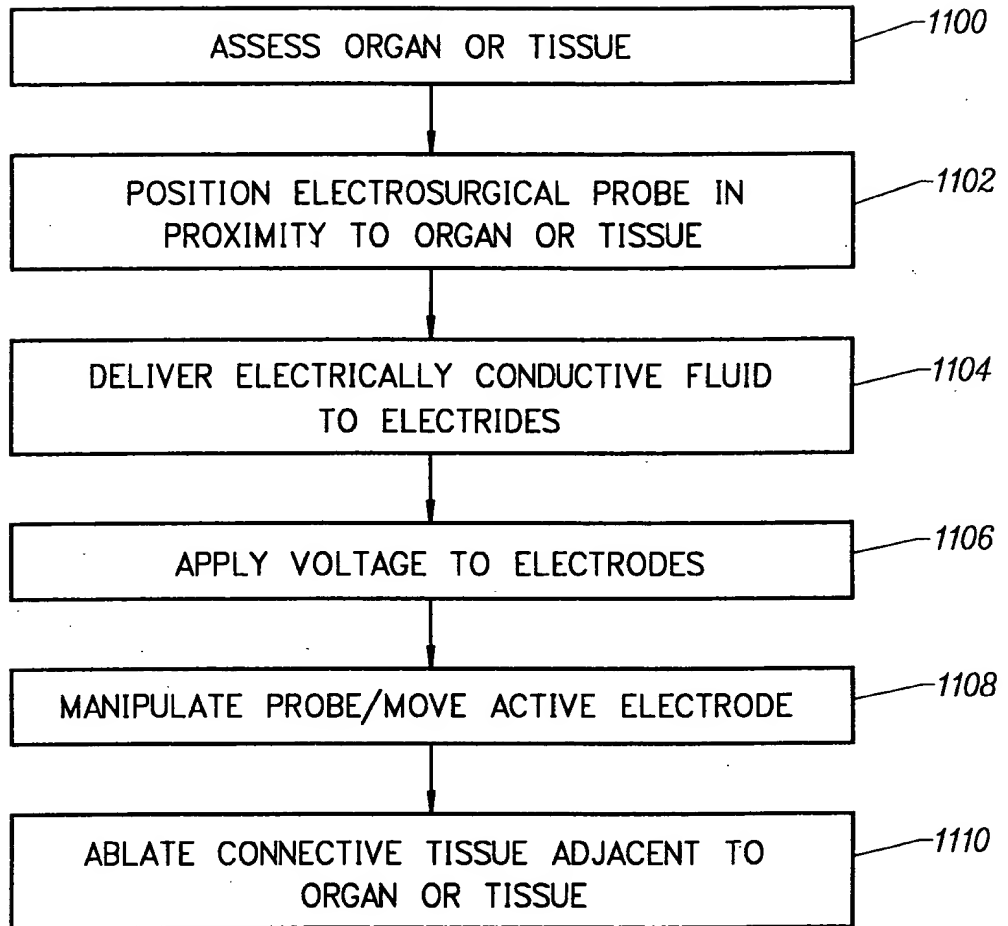 ASSESS ORGAN OR TISSUE
1100
POSITION ELECTROSURGICAL PROBE IN
PROXIMITY TO ORGAN OR TISSUE
1102
DELIVER ELECTRICALLY CONDUCTIVE FLUID
TO ELECTRIDES
1104
APPLY VOLTAGE TO ELECTRODES
1106
MANIPULATE PROBE/MOVE ACTIVE ELECTRODE
1108
ABLATE CONNECTIVE TISSUE ADJACENT TO
ORGAN OR TISSUE
1110